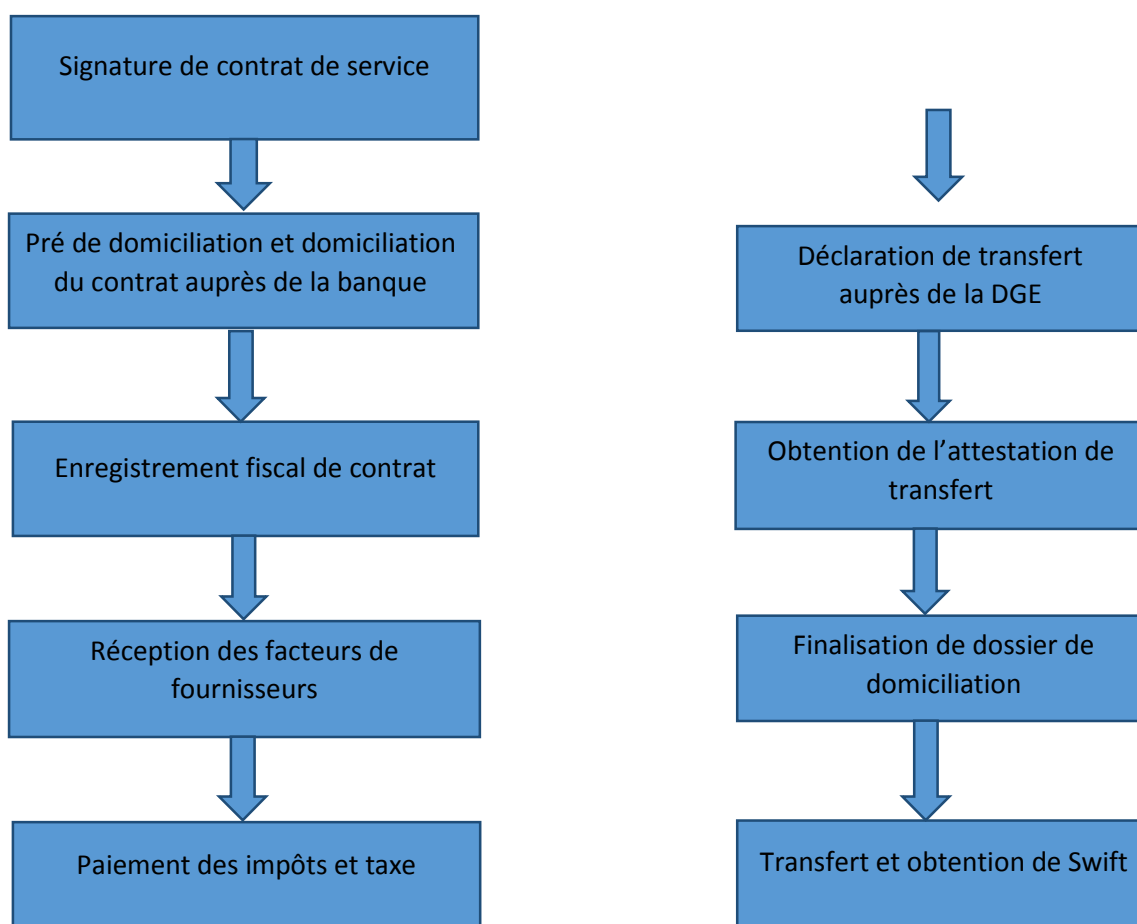 Signature de contrat de service
Pré de domiciliation et domiciliation
du contrat auprès de la banque
Enregistrement fiscal de contrat
Réception des facteurs de
fournisseurs
Paiement des impôts et taxe
Déclaration de transfert
auprès de la DGE
Obtention de l’attestation de
transfert
Finalisation de dossier de
domiciliation
Transfert et obtention de Swift